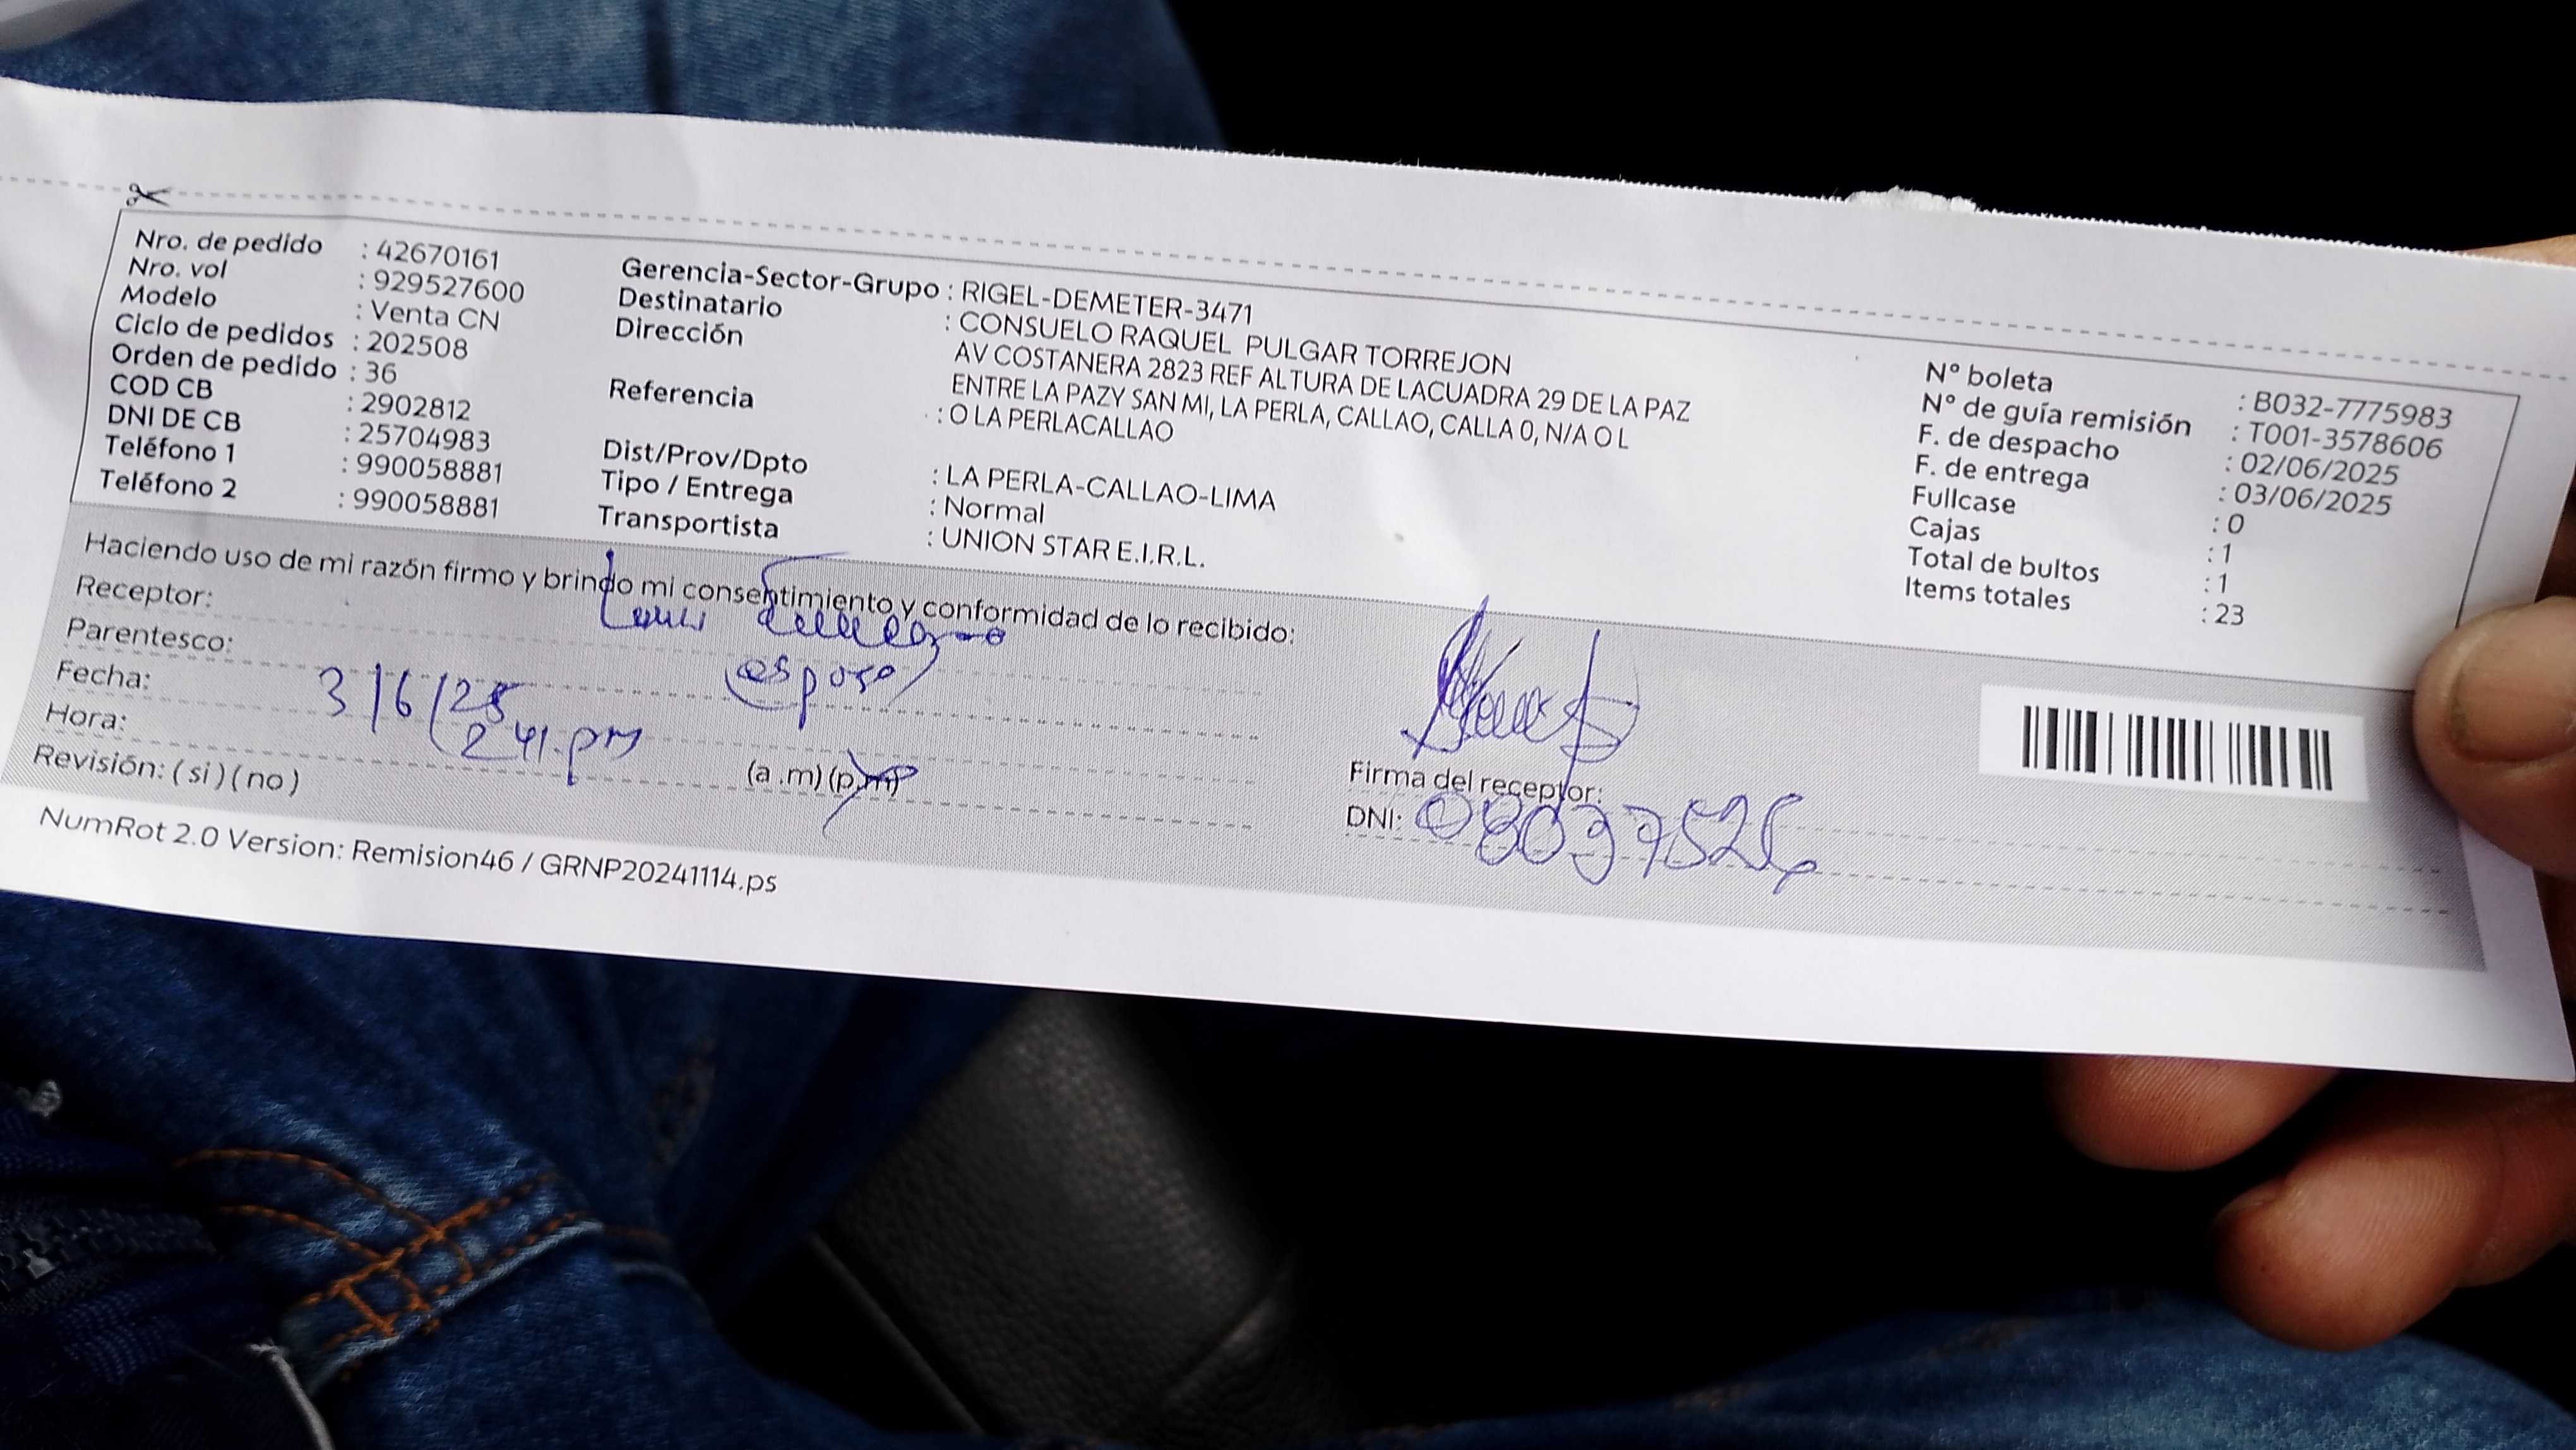 Nro. de pedido : 42670161
Nro. vol : 929527600
Modelo : Venta CN
Ciclo de pedidos : 202508
Orden de pedido : 36
COD CB : 2902812
DNI DE CB : 25704983
Teléfono 1 : 990058881
Teléfono 2 : 990058881
Gerencia-Sector-Grupo : RIGEL-DEMETER-3471
Destinatario : CONSUELO RAQUEL PULGAR TORREJON
Dirección AV COSTANERA 2823 REF ALTURA DE LACUADRA 29 DE LA PAZ
ENTRE LA PAZY SAN MI, LA PERLA, CALLAO, CALLA 0, N/A O L
Referencia : O LA PERLACALLAO
Dist/Prov/Dpto : LA PERLA-CALLAO-LIMA
Tipo / Entrega : Normal
Transportista : UNION STAR E.I.R.L.
N° boleta : B032-7775983
N° de guía remisión : T001-3578606
F. de despacho : 02/06/2025
F. de entrega : 03/06/2025
Fullcase : 0
Cajas : 1
Total de bultos : 1
Items totales : 23
Haciendo uso de mi razón firmo y brindo mi consentimiento y conformidad de lo recibido:
Receptor: Luis
Parentesco: (esposo)
Fecha: 3/6/25
Hora: 2 41.pm (a .m) (p.m)
Revisión: ( si ) ( no )
Firma del receptor:
DNI: 08037526
NumRot 2.0 Version: Remision46 / GRNP20241114.ps